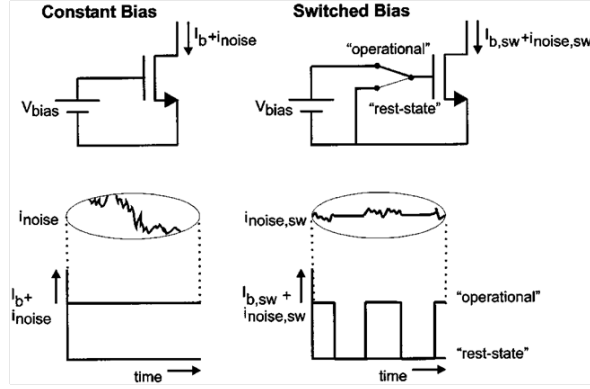 Constant Bias
Switched Bias
Ib+inoise
Ib,sw+inoise,sw
"operational"
Vbias
Vbias
"rest-state"
inoise
inoise,sw
Ib+
inoise
Ib,sw +
inoise,sw
"operational"
"rest-state"
time
time